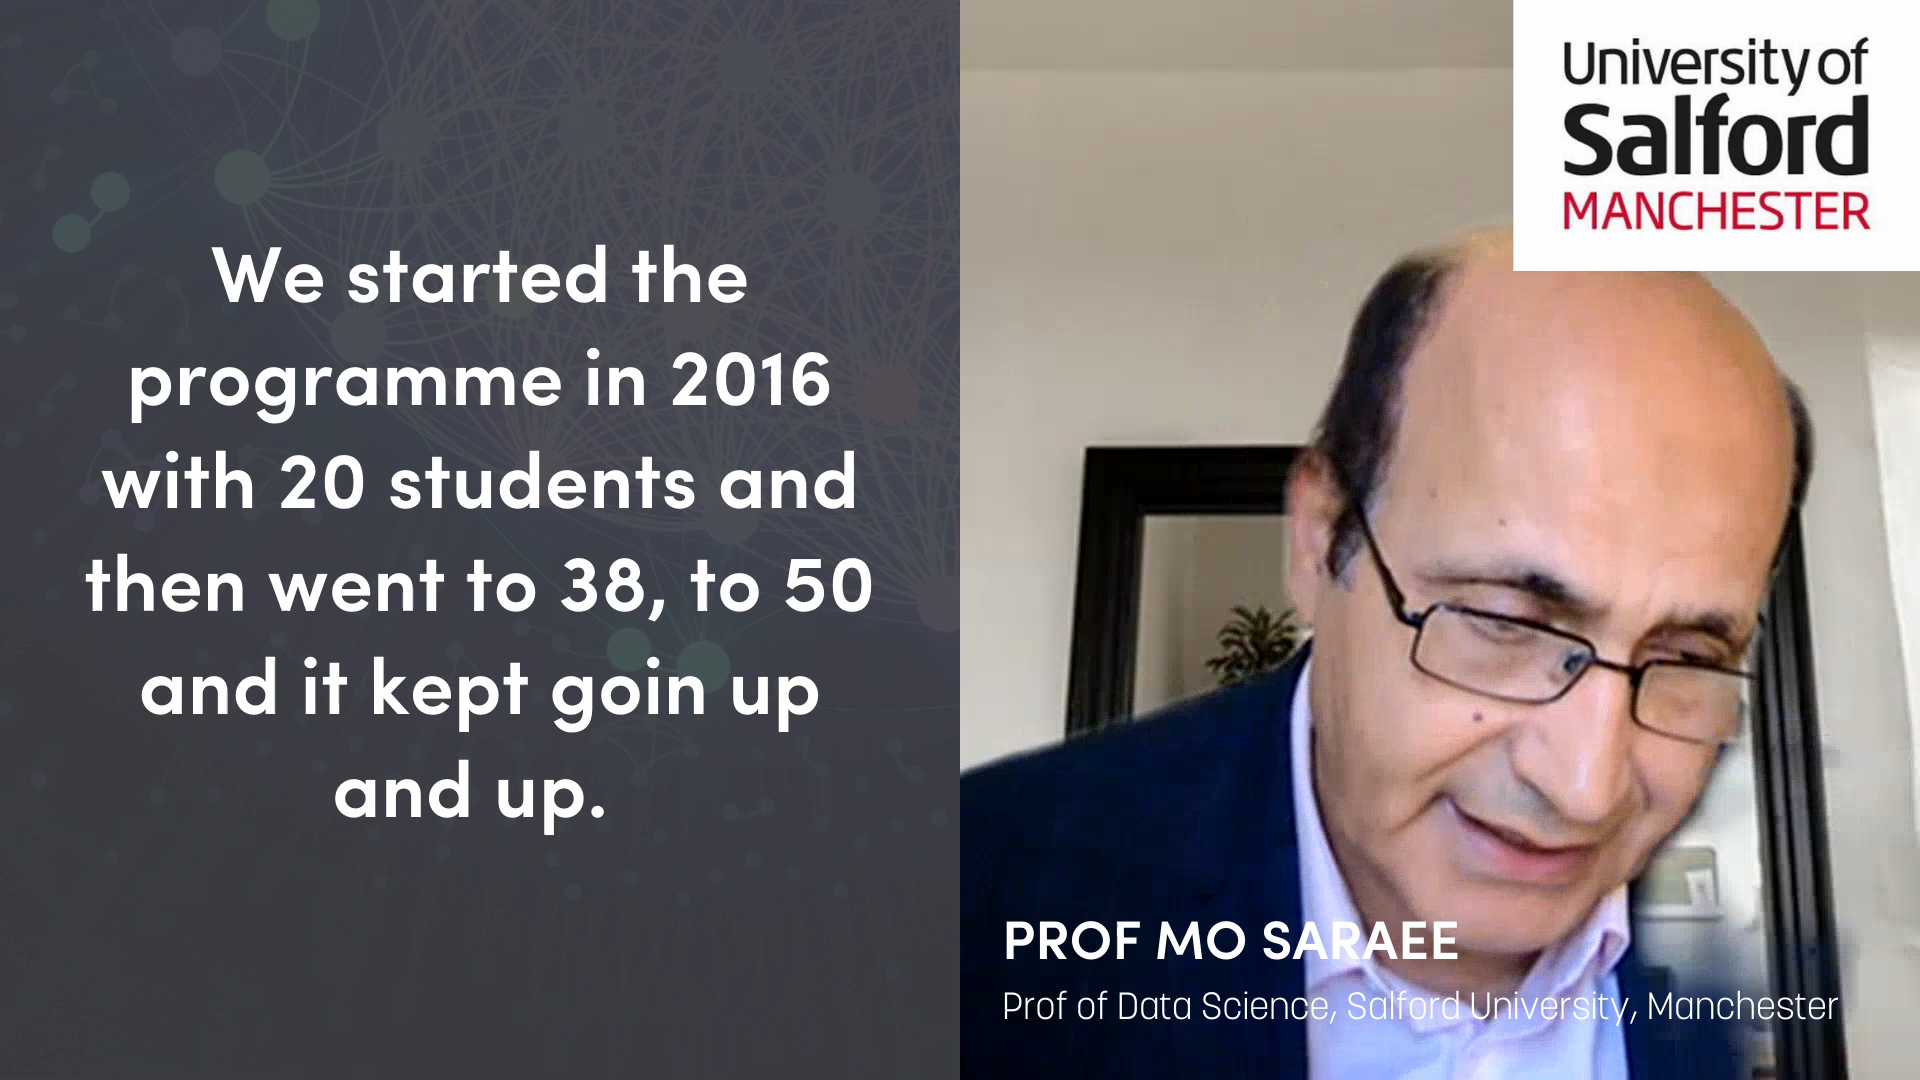 We started the
programme in 2016
with 20 students and
then went to 38, to 50
and it kept goin up
and up.
University of
Salford
MANCHESTER
PROF MO SARAEE
Prof of Data Science, Salford University, Manchester